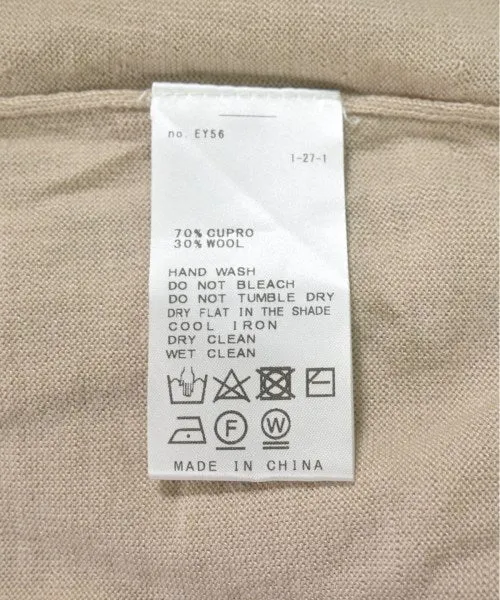 no. EY56
1-27-1
70% CUPRO
30% WOOL
HAND WASH
DO NOT BLEACH
DO NOT TUMBLE DRY
DRY FLAT IN THE SHADE
COOL IRON
DRY CLEAN
WET CLEAN
F W
MADE IN CHINA